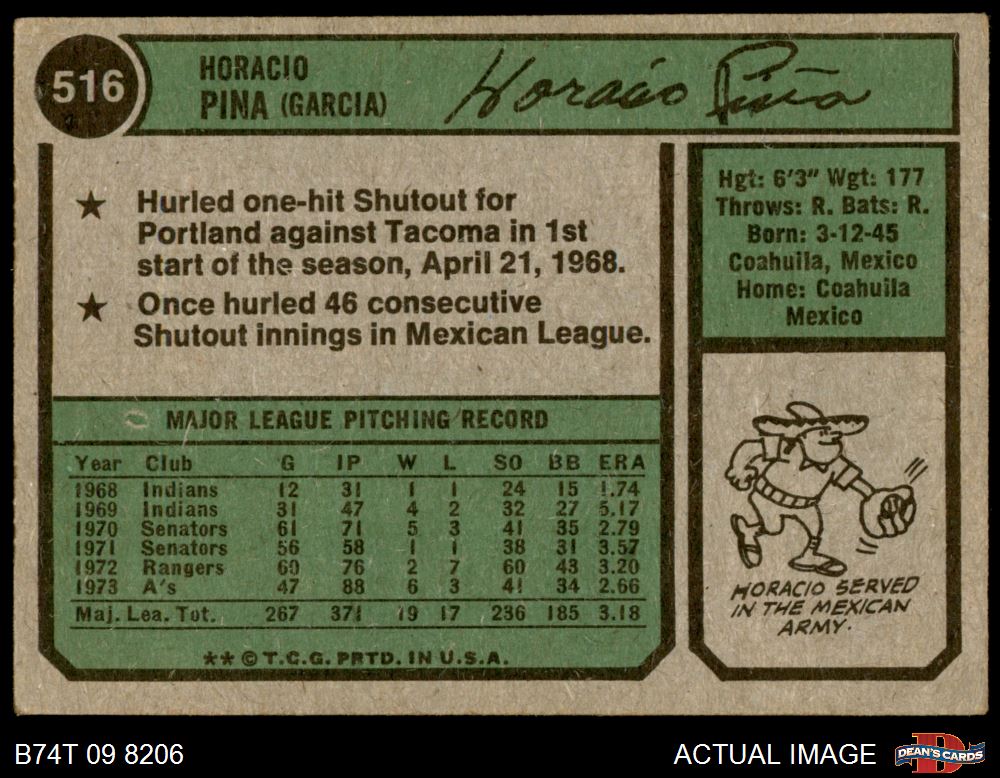 516
HORACIO
PINA (GARCIA)
Horacio Piña
★ Hurled one-hit Shutout for
Portland against Tacoma in 1st
start of the season, April 21, 1968.
★ Once hurled 46 consecutive
Shutout innings in Mexican League.
Hgt: 6'3" Wgt: 177
Throws: R. Bats: R.
Born: 3-12-45
Coahuila, Mexico
Home: Coahuila
Mexico
MAJOR LEAGUE PITCHING RECORD
Year Club G IP W L SO BB ERA
1968 Indians 12 31 1 1 24 15 1.74
1969 Indians 31 47 4 2 32 27 5.17
1970 Senators 61 71 5 3 41 35 2.79
1971 Senators 56 58 1 1 38 31 3.57
1972 Rangers 60 76 2 7 60 43 3.20
1973 A's 47 88 6 3 41 34 2.66
Maj. Lea. Tot. 267 371 19 17 236 185 3.18
** © T.C.G. PRTD. IN U.S.A.
HORACIO SERVED
IN THE MEXICAN
ARMY.
B74T 09 8206
ACTUAL IMAGE
DEAN'S CARDS